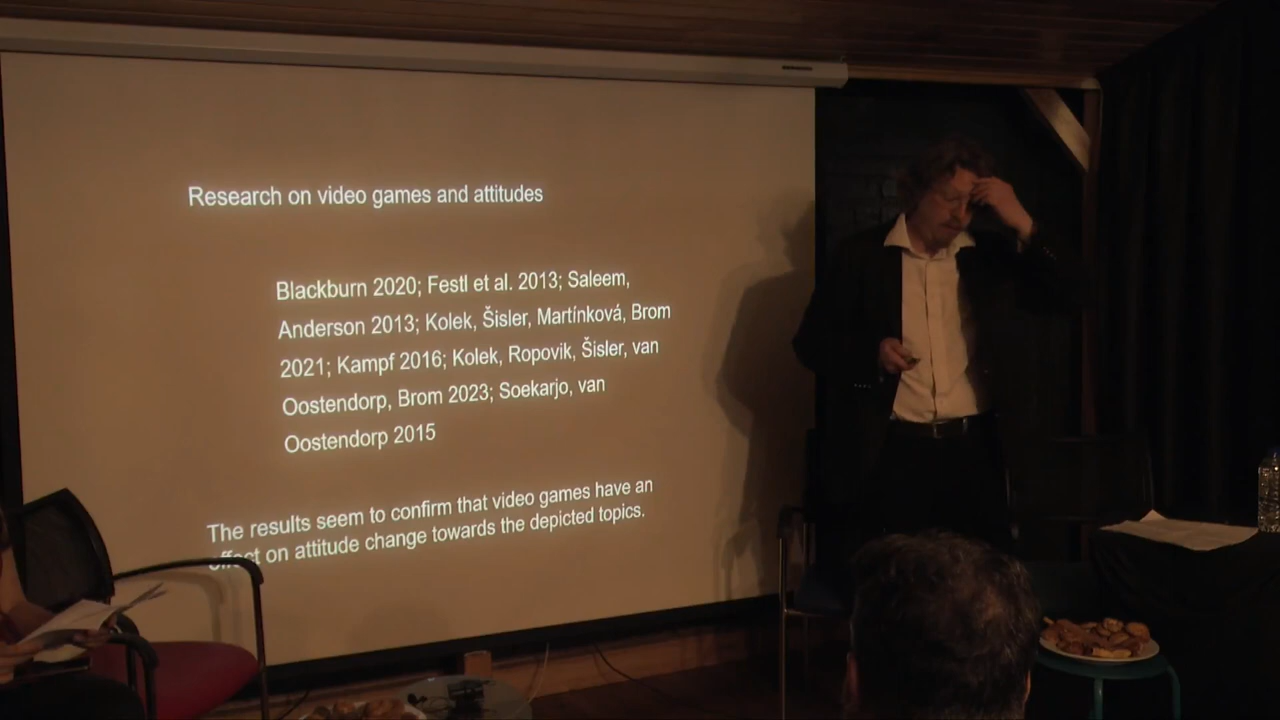 Research on video games and attitudes
Blackburn 2020; Festl et al. 2013; Saleem,
Anderson 2013; Kolek, Šisler, Martínková, Brom
2021; Kampf 2016; Kolek, Ropovik, Šisler, van
Oostendorp, Brom 2023; Soekarjo, van
Oostendorp 2015
The results seem to confirm that video games have an
effect on attitude change towards the depicted topics.